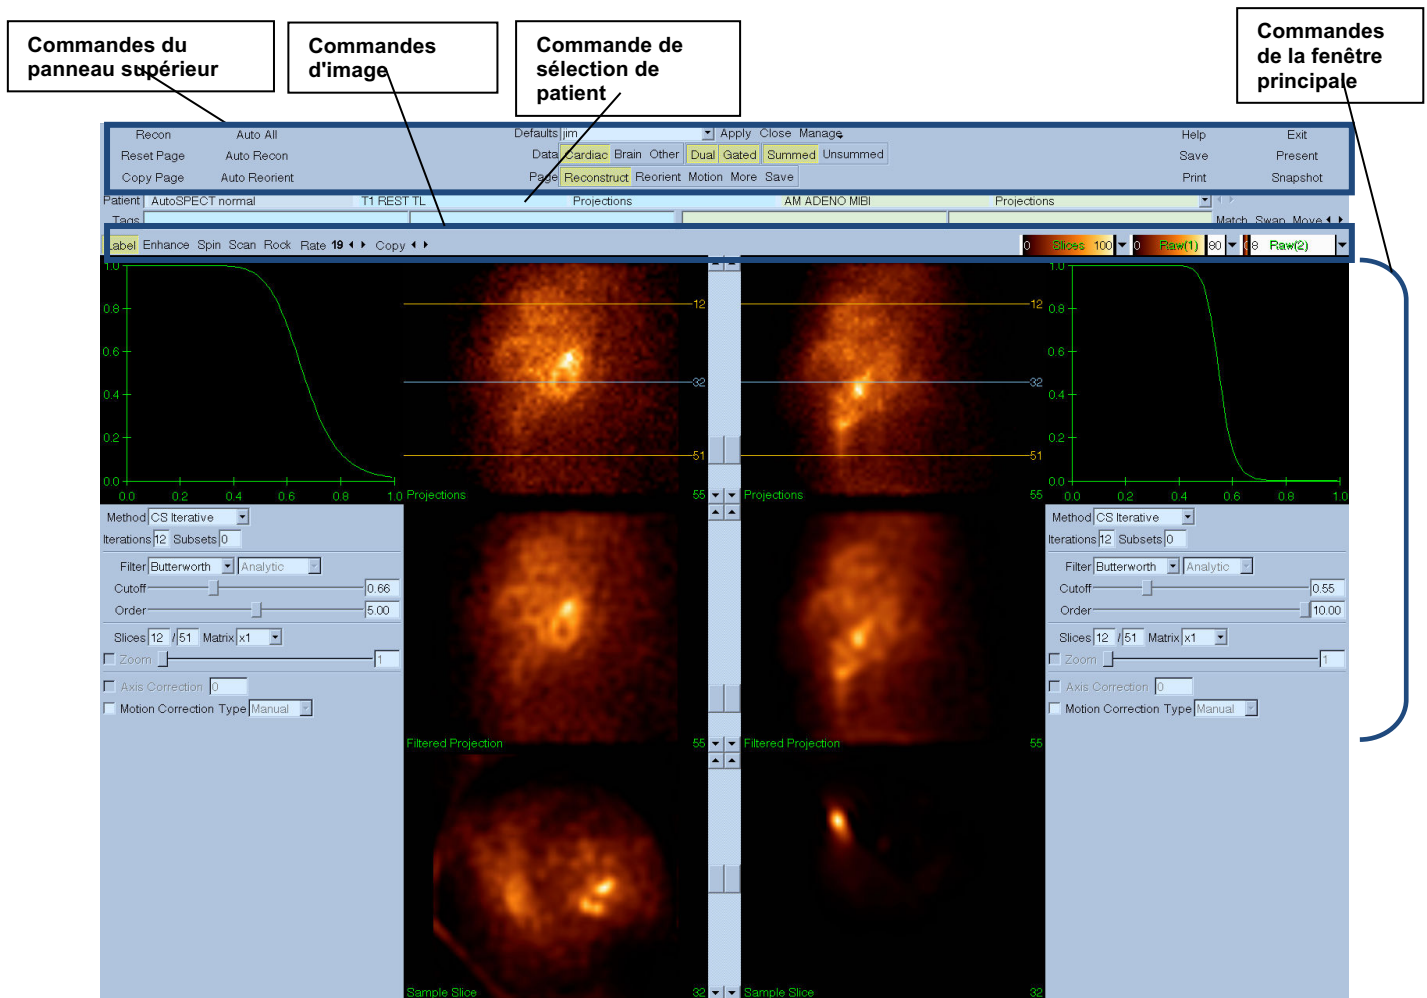 Commandes du
panneau supérieur
Commandes
d'image
Commande de
sélection de
patient
Commandes
de la fenêtre
principale
Recon Auto All Defaults jim Apply Close Manage Help Exit
Reset Page Auto Recon Data Cardiac Brain Other Dual Gated Summed Unsummed Save Present
Copy Page Auto Reorient Page Reconstruct Reorient Motion More Save Print Snapshot
Patient AutoSPECT normal T1 REST TL Projections AM ADENO MIBI Projections
Tags Match Swap Move
Label Enhance Spin Scan Rock Rate 19 Copy 0 Slices 100 0 Raw(1) 80 0 8 Raw(2)
1.0
0.8
0.6
0.4
0.2
0.0
0.0 0.2 0.4 0.6 0.8 1.0
12
32
51
Projections 55
12
32
51
Projections 55
1.0
0.8
0.6
0.4
0.2
0.0
0.0 0.2 0.4 0.6 0.8 1.0
Method CS Iterative
Iterations 12 Subsets 0
Filter Butterworth Analytic
Cutoff 0.66
Order 5.00
Slices 12 / 51 Matrix x1
Zoom 1
Axis Correction 0
Motion Correction Type Manual
Filtered Projection 55
Filtered Projection 55
Method CS Iterative
Iterations 12 Subsets 0
Filter Butterworth Analytic
Cutoff 0.55
Order 10.00
Slices 12 / 51 Matrix x1
Zoom 1
Axis Correction 0
Motion Correction Type Manual
Sample Slice 32
Sample Slice 32